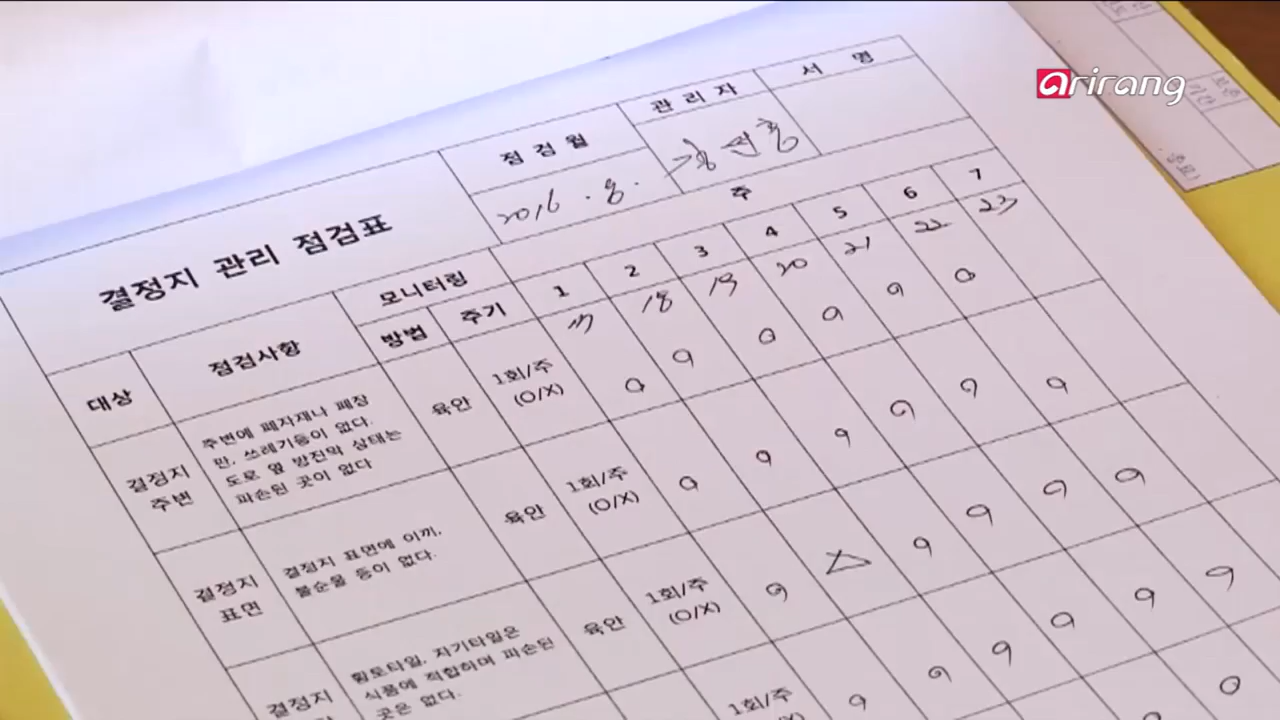 arirang
결정지 관리 점검표
점 검 월
관 리 자
서 명
2016 . 8.
대상
점검사항
모니터링
방법
주기
주
1 2 3 4 5 6 7
17 18 19 20 21 22 23
결정지
주변
주변에 폐자재나 폐장
판, 쓰레기등이 없다.
도로 옆 방진막 상태는
파손된 곳이 없다
육안
1회/주
(O/X)
결정지
표면
결정지 표면에 이끼,
불순물 등이 없다.
육안
1회/주
(O/X)
결정지
황토타일, 자기타일은
식품에 적합하며 파손된
곳은 없다.
육안
1회/주
(O/X)
1회/주